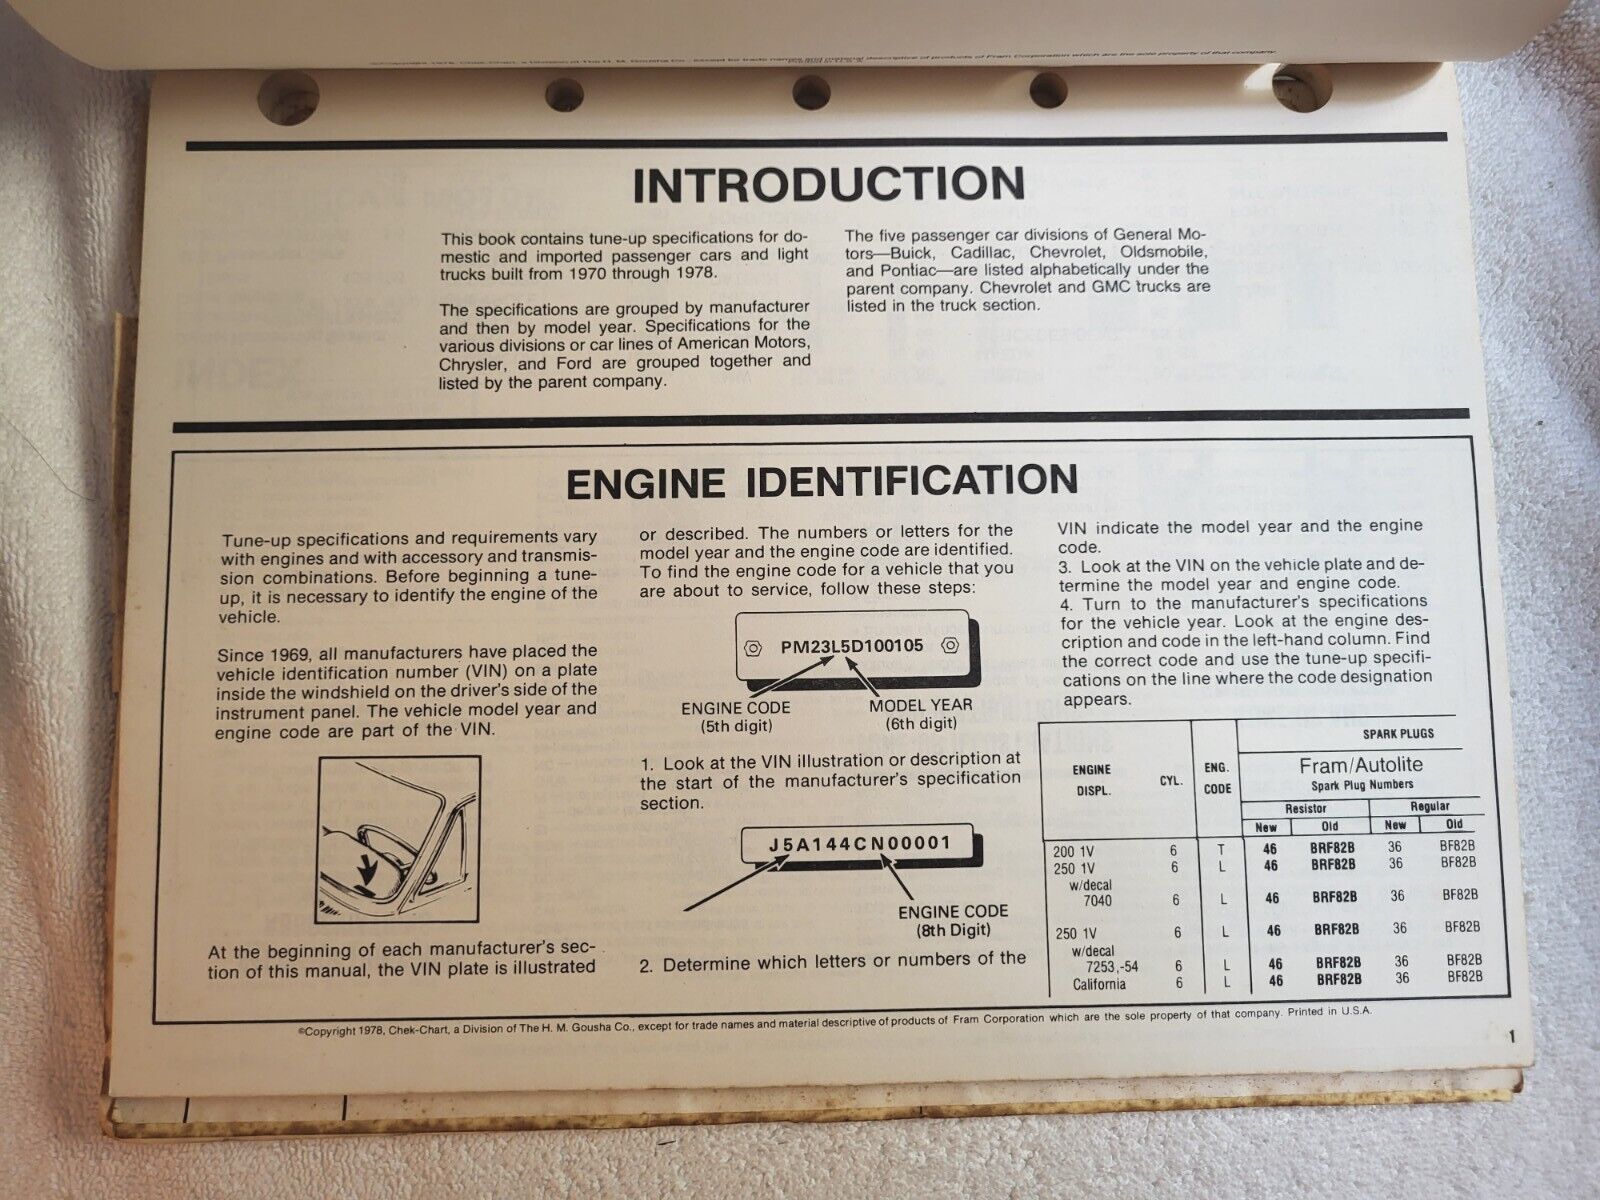 INTRODUCTION
This book contains tune-up specifications for do-
mestic and imported passenger cars and light
trucks built from 1970 through 1978.
The specifications are grouped by manufacturer
and then by model year. Specifications for the
various divisions or car lines of American Motors,
Chrysler, and Ford are grouped together and
listed by the parent company.
The five passenger car divisions of General Mo-
tors—Buick, Cadillac, Chevrolet, Oldsmobile,
and Pontiac—are listed alphabetically under the
parent company. Chevrolet and GMC trucks are
listed in the truck section.
ENGINE IDENTIFICATION
Tune-up specifications and requirements vary
with engines and with accessory and transmis-
sion combinations. Before beginning a tune-
up, it is necessary to identify the engine of the
vehicle.
Since 1969, all manufacturers have placed the
vehicle identification number (VIN) on a plate
inside the windshield on the driver's side of the
instrument panel. The vehicle model year and
engine code are part of the VIN.
At the beginning of each manufacturer's sec-
tion of this manual, the VIN plate is illustrated
or described. The numbers or letters for the
model year and the engine code are identified.
To find the engine code for a vehicle that you
are about to service, follow these steps:
PM23L5D100105
ENGINE CODE
(5th digit)
MODEL YEAR
(6th digit)
1. Look at the VIN illustration or description at
the start of the manufacturer's specification
section.
J5A144CN00001
ENGINE CODE
(8th Digit)
2. Determine which letters or numbers of the
VIN indicate the model year and the engine
code.
3. Look at the VIN on the vehicle plate and de-
termine the model year and engine code.
4. Turn to the manufacturer's specifications
for the vehicle year. Look at the engine des-
cription and code in the left-hand column. Find
the correct code and use the tune-up specifi-
cations on the line where the code designation
appears.
SPARK PLUGS
ENGINE DISPL. CYL. ENG. CODE Fram/Autolite
Spark Plug Numbers
Resistor Regular
New Old New Old
200 1V 6 T 46 BRF82B 36 BF82B
250 1V 6 L 46 BRF82B 36 BF82B
w/decal
7040 6 L 46 BRF82B 36 BF82B
250 1V 6 L 46 BRF82B 36 BF82B
w/decal
7253,-54 6 L 46 BRF82B 36 BF82B
California 6 L 46 BRF82B 36 BF82B
©Copyright 1978, Chek-Chart, a Division of The H. M. Gousha Co., except for trade names and material descriptive of products of Fram Corporation which are the sole property of that company. Printed in U.S.A.
1